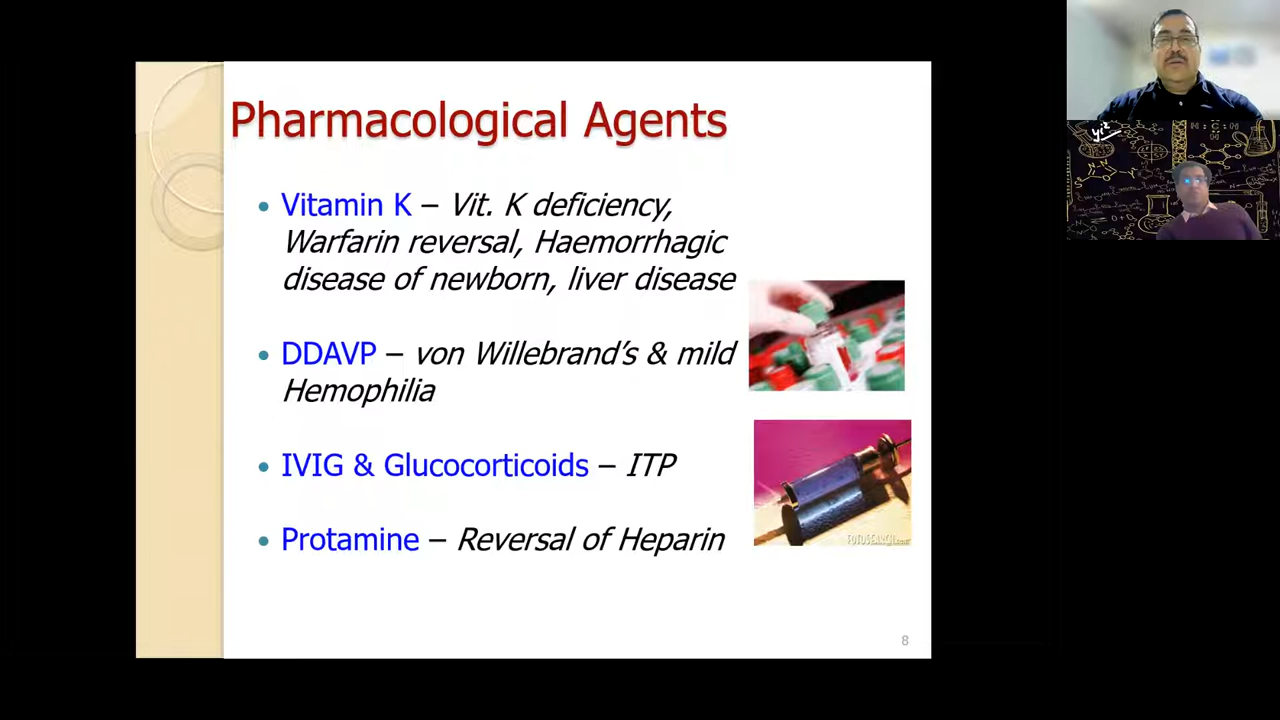 Pharmacological Agents
• Vitamin K – Vit. K deficiency,
Warfarin reversal, Haemorrhagic
disease of newborn, liver disease
• DDAVP – von Willebrand's & mild
Hemophilia
• IVIG & Glucocorticoids – ITP
• Protamine – Reversal of Heparin
8